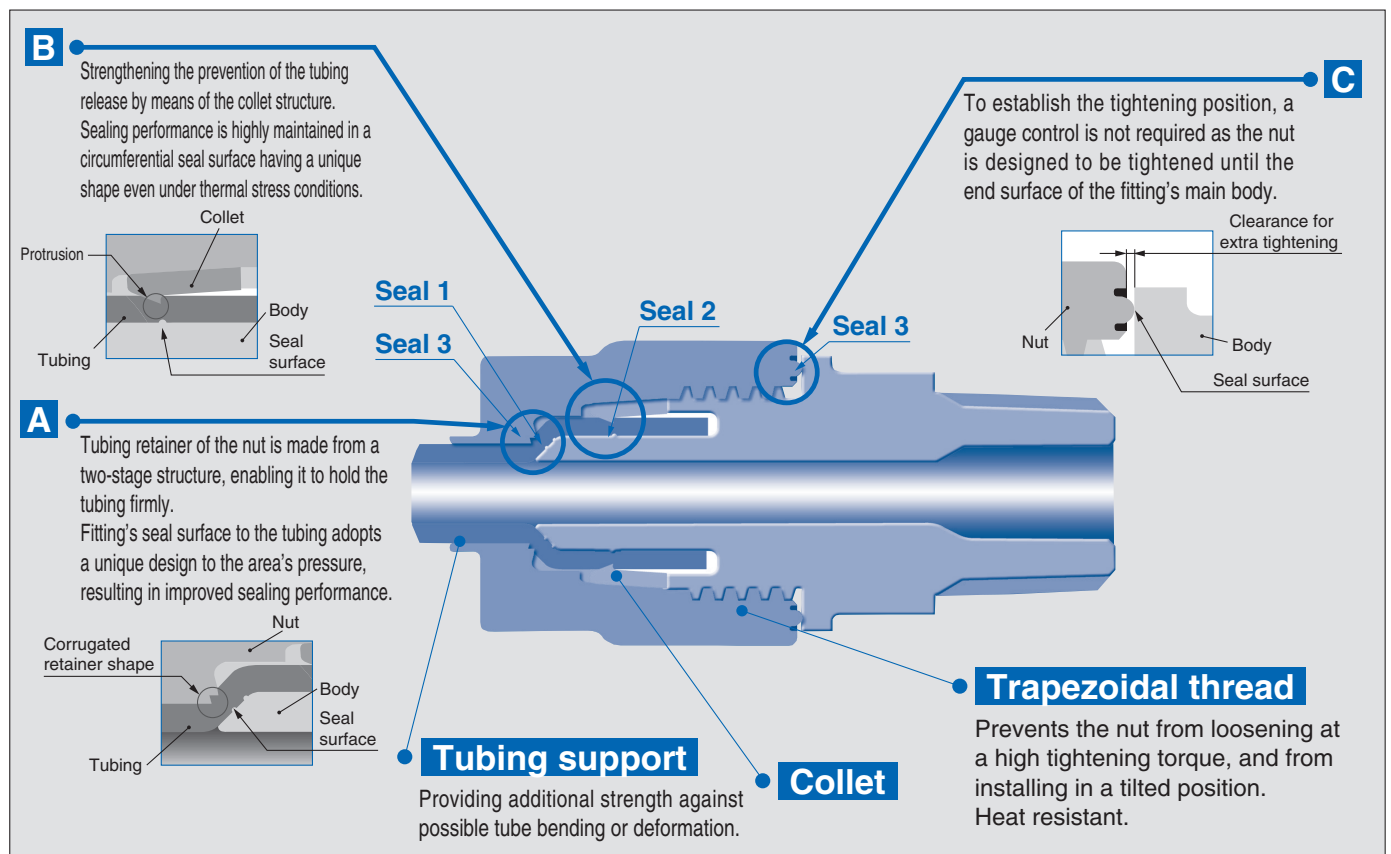 B
Strengthening the prevention of the tubing
release by means of the collet structure.
Sealing performance is highly maintained in a
circumferential seal surface having a unique
shape even under thermal stress conditions.
Collet
Protrusion
Body
Seal
surface
Tubing
C
To establish the tightening position, a
gauge control is not required as the nut
is designed to be tightened until the
end surface of the fitting's main body.
Clearance for
extra tightening
Nut
Body
Seal surface
Seal 1
Seal 3
Seal 2
Seal 3
A
Tubing retainer of the nut is made from a
two-stage structure, enabling it to hold the
tubing firmly.
Fitting's seal surface to the tubing adopts
a unique design to the area's pressure,
resulting in improved sealing performance.
Nut
Corrugated
retainer shape
Body
Seal
surface
Tubing
Tubing support
Providing additional strength against
possible tube bending or deformation.
Collet
Trapezoidal thread
Prevents the nut from loosening at
a high tightening torque, and from
installing in a tilted position.
Heat resistant.